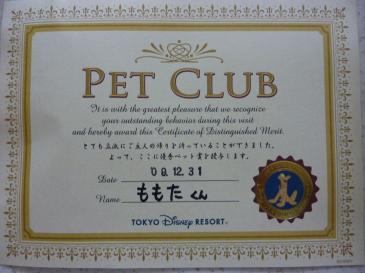 PET CLUB
It is with the greatest pleasure that we recognize
your outstanding behavior during this visit
and hereby award this Certificate of Distinguished Merit.
とても立派にご主人の帰りを待っていることができました。
よって、ここに優秀ペット賞を授与します。
Date '09.12.31
Name ももたくん
TOKYO Disney RESORT